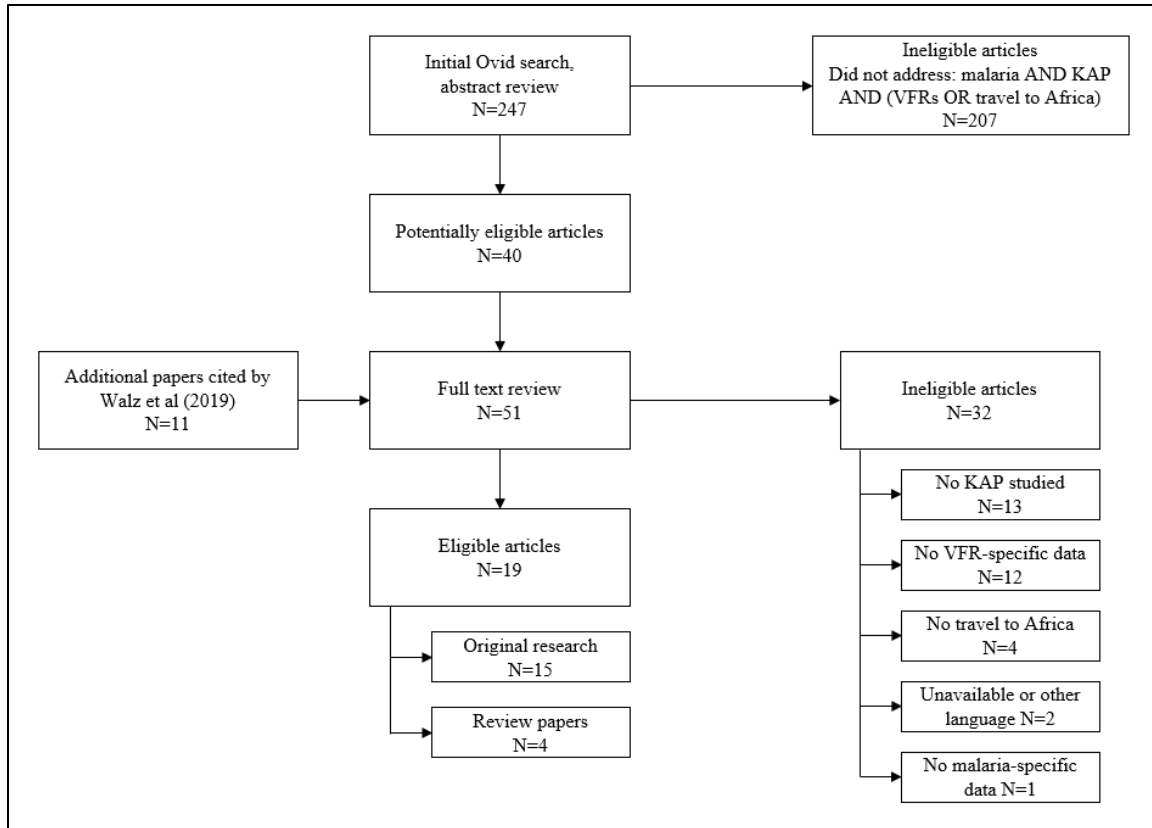 Initial Ovid search,
abstract review
N=247
Ineligible articles
Did not address: malaria AND KAP
AND (VFRs OR travel to Africa)
N=207
Potentially eligible articles
N=40
Additional papers cited by
Walz et al (2019)
N=11
Full text review
N=51
Ineligible articles
N=32
No KAP studied
N=13
No VFR-specific data
N=12
No travel to Africa
N=4
Unavailable or other
language N=2
No malaria-specific
data N=1
Eligible articles
N=19
Original research
N=15
Review papers
N=4